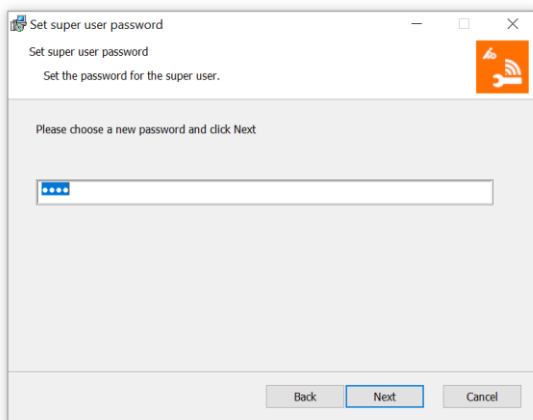 Set super user password
Set super user password
Set the password for the super user.
Please choose a new password and click Next
••••
Back
Next
Cancel